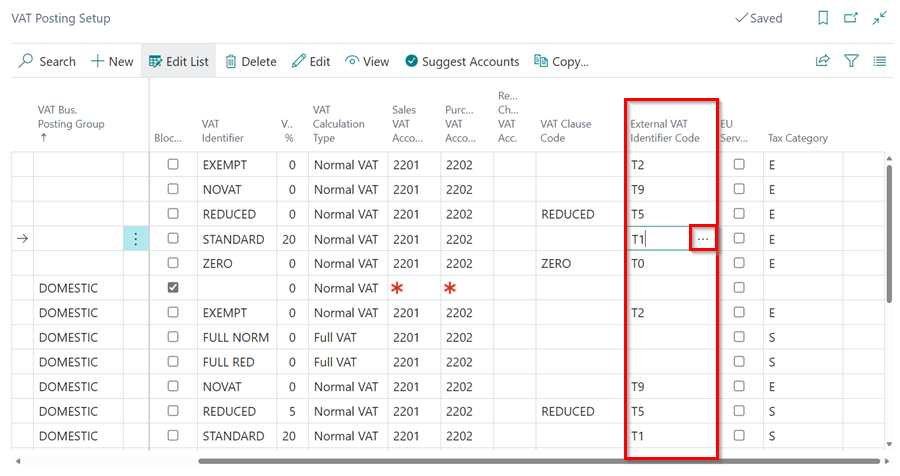 VAT Posting Setup
Saved
Search New Edit List Delete Edit View Suggest Accounts Copy...
VAT Bus. Posting Group ↑
Bloc...
VAT Identifier
V.. %
VAT Calculation Type
Sales VAT Acco...
Purc... VAT Acco...
Re... Ch... VAT Acc.
VAT Clause Code
External VAT Identifier Code
EU Serv...
Tax Category
EXEMPT 0 Normal VAT 2201 2202 T2 E
NOVAT 0 Normal VAT 2201 2202 T9 E
REDUCED 0 Normal VAT 2201 2202 REDUCED T5 E
STANDARD 20 Normal VAT 2201 2202 T1 ... E
ZERO 0 Normal VAT 2201 2202 ZERO T0 E
DOMESTIC 0 Normal VAT * *
DOMESTIC EXEMPT 0 Normal VAT 2201 2202 T2 E
DOMESTIC FULL NORM 0 Full VAT 2201 2202 S
DOMESTIC FULL RED 0 Full VAT 2201 2202 S
DOMESTIC NOVAT 0 Normal VAT 2201 2202 T9 E
DOMESTIC REDUCED 5 Normal VAT 2201 2202 REDUCED T5 S
DOMESTIC STANDARD 20 Normal VAT 2201 2202 T1 S